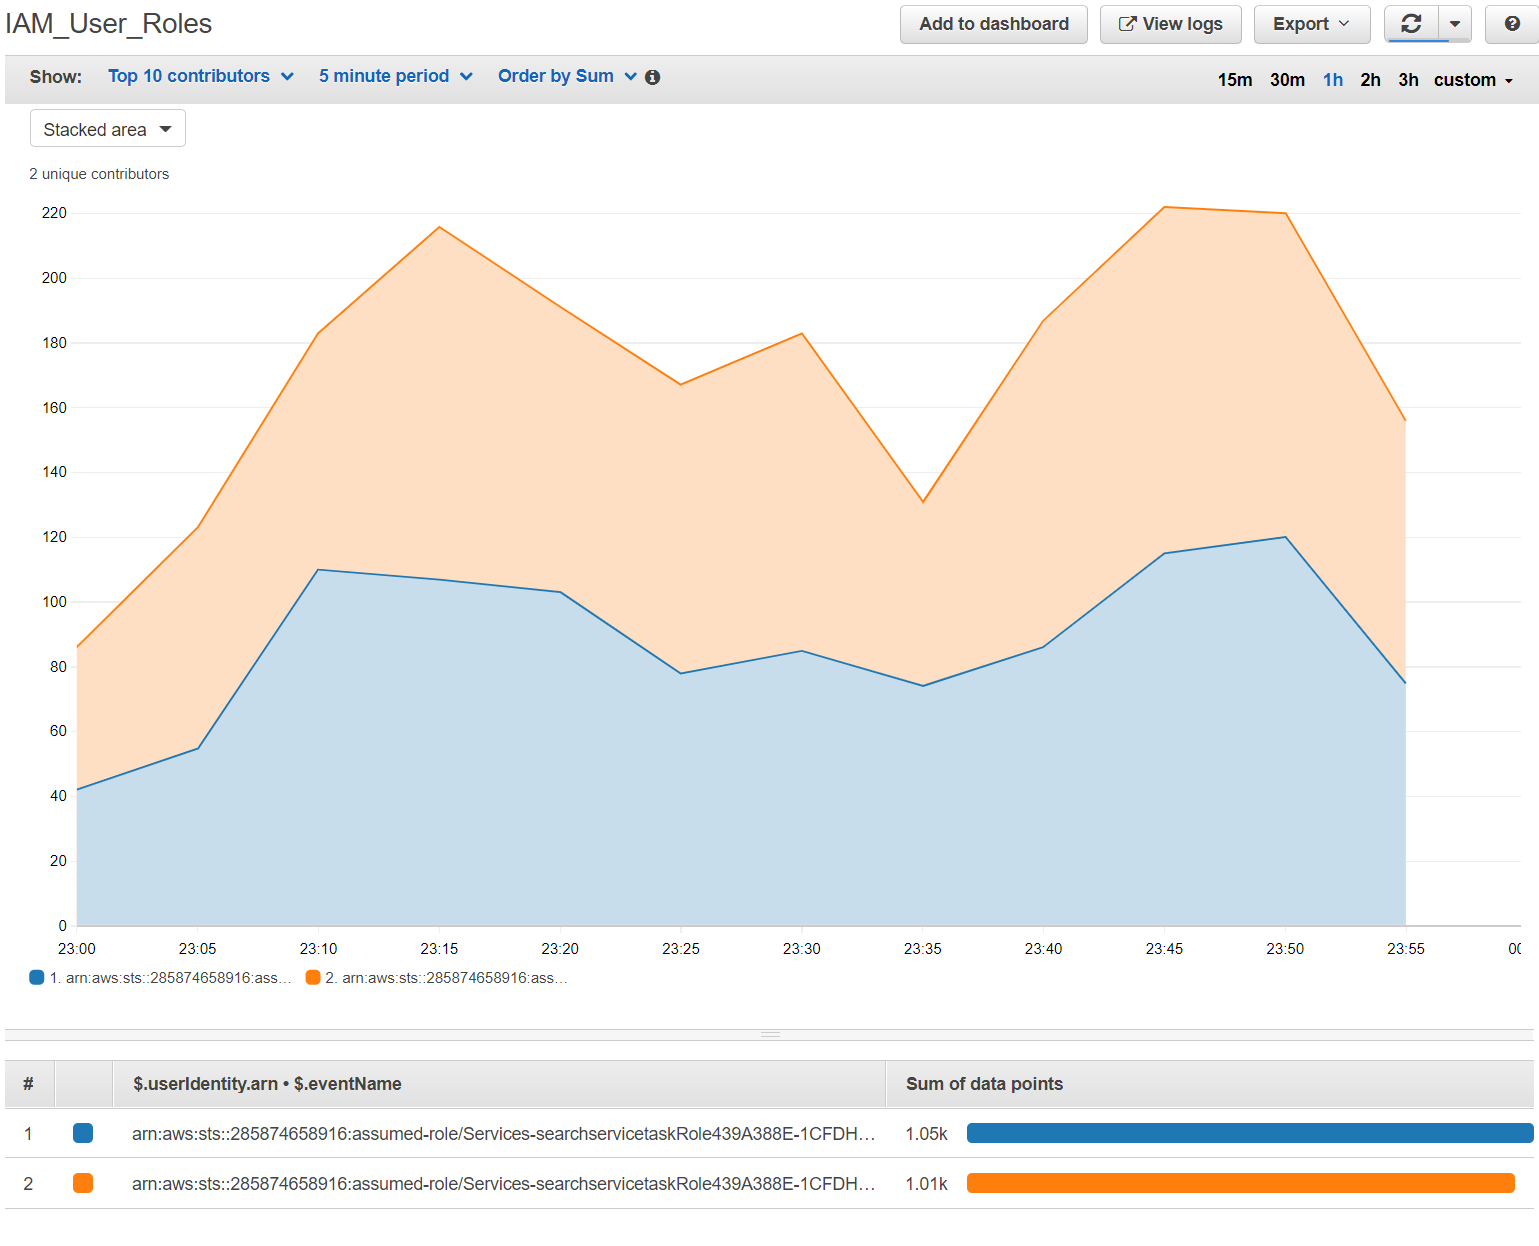 IAM_User_Roles
Add to dashboard View logs Export
Show: Top 10 contributors 5 minute period Order by Sum
15m 30m 1h 2h 3h custom
Stacked area
2 unique contributors
220
200
180
160
140
120
100
80
60
40
20
0
23:00 23:05 23:10 23:15 23:20 23:25 23:30 23:35 23:40 23:45 23:50 23:55
1. arn:aws:sts::285874658916:ass... 2. arn:aws:sts::285874658916:ass...
# $.userIdentity.arn • $.eventName Sum of data points
1 arn:aws:sts::285874658916:assumed-role/Services-searchservicetaskRole439A388E-1CFDH... 1.05k
2 arn:aws:sts::285874658916:assumed-role/Services-searchservicetaskRole439A388E-1CFDH... 1.01k